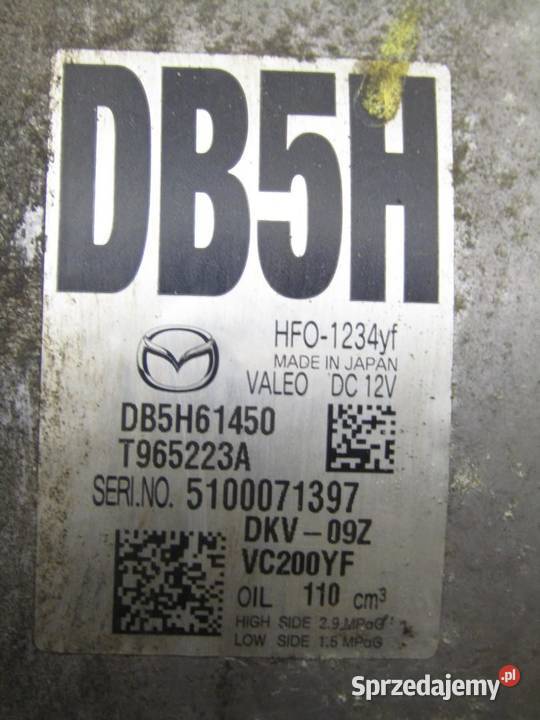 DB5H
HFO-1234yf
MADE IN JAPAN
VALEO DC 12V
DB5H61450
T965223A
SERI.NO. 5100071397
DKV-09Z
VC200YF
OIL 110 cm³
HIGH SIDE 2.9 MPaG
LOW SIDE 1.5 MPaG
Sprzedajemy.pl